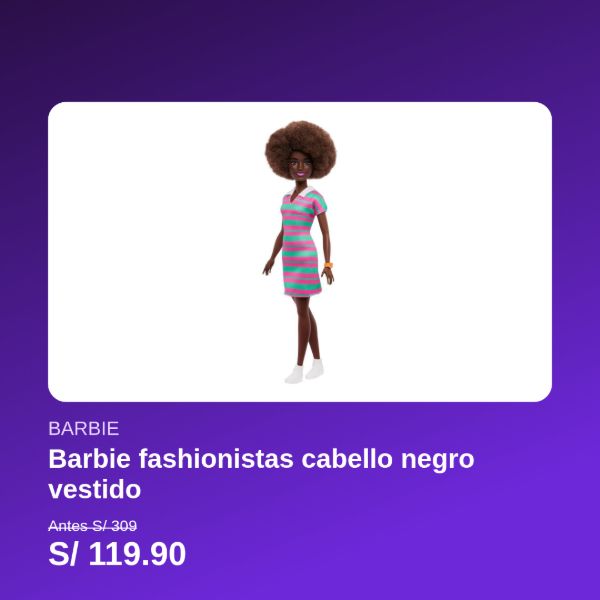 BARBIE
Barbie fashionistas cabello negro
vestido
Antes S/ 309
S/ 119.90